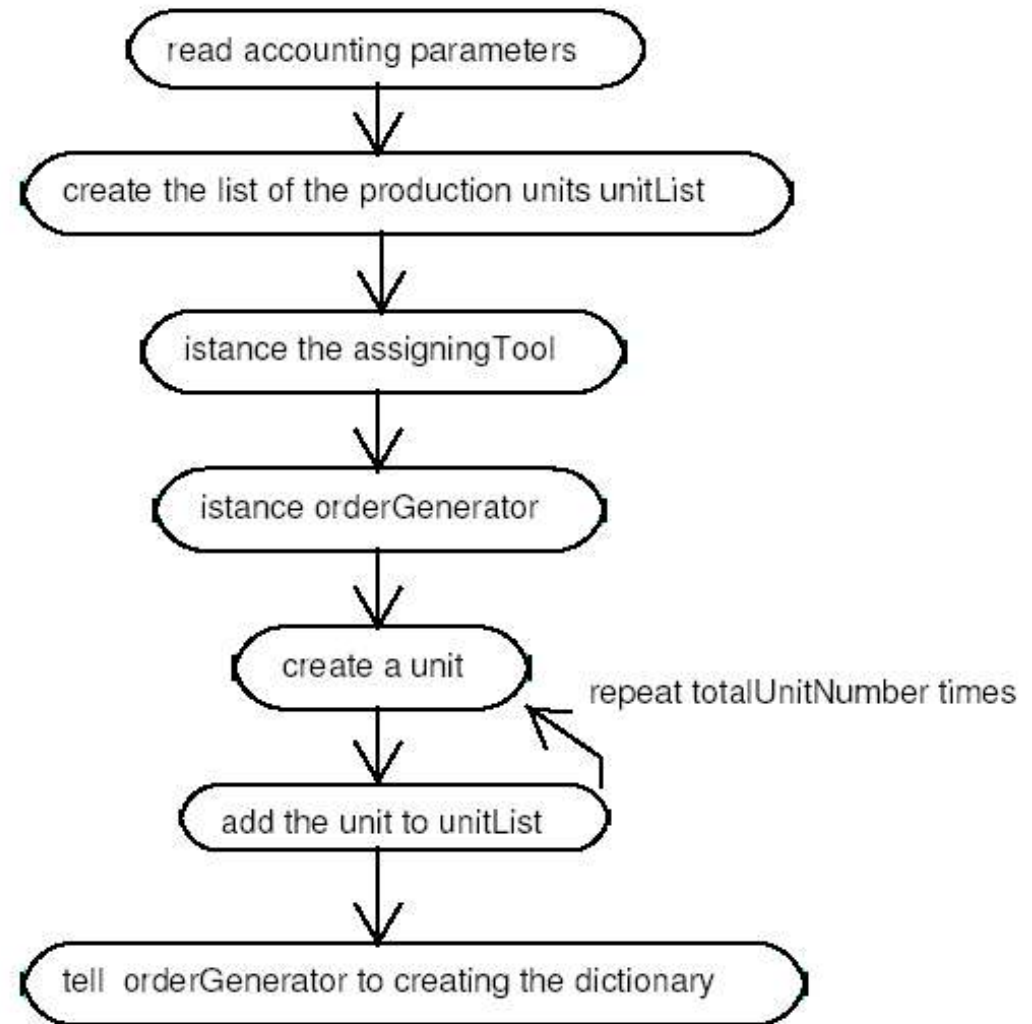 read accounting parameters
create the list of the production units unitList
istance the assigningTool
istance orderGenerator
create a unit
repeat totalUnitNumber times
add the unit to unitList
tell orderGenerator to creating the dictionary